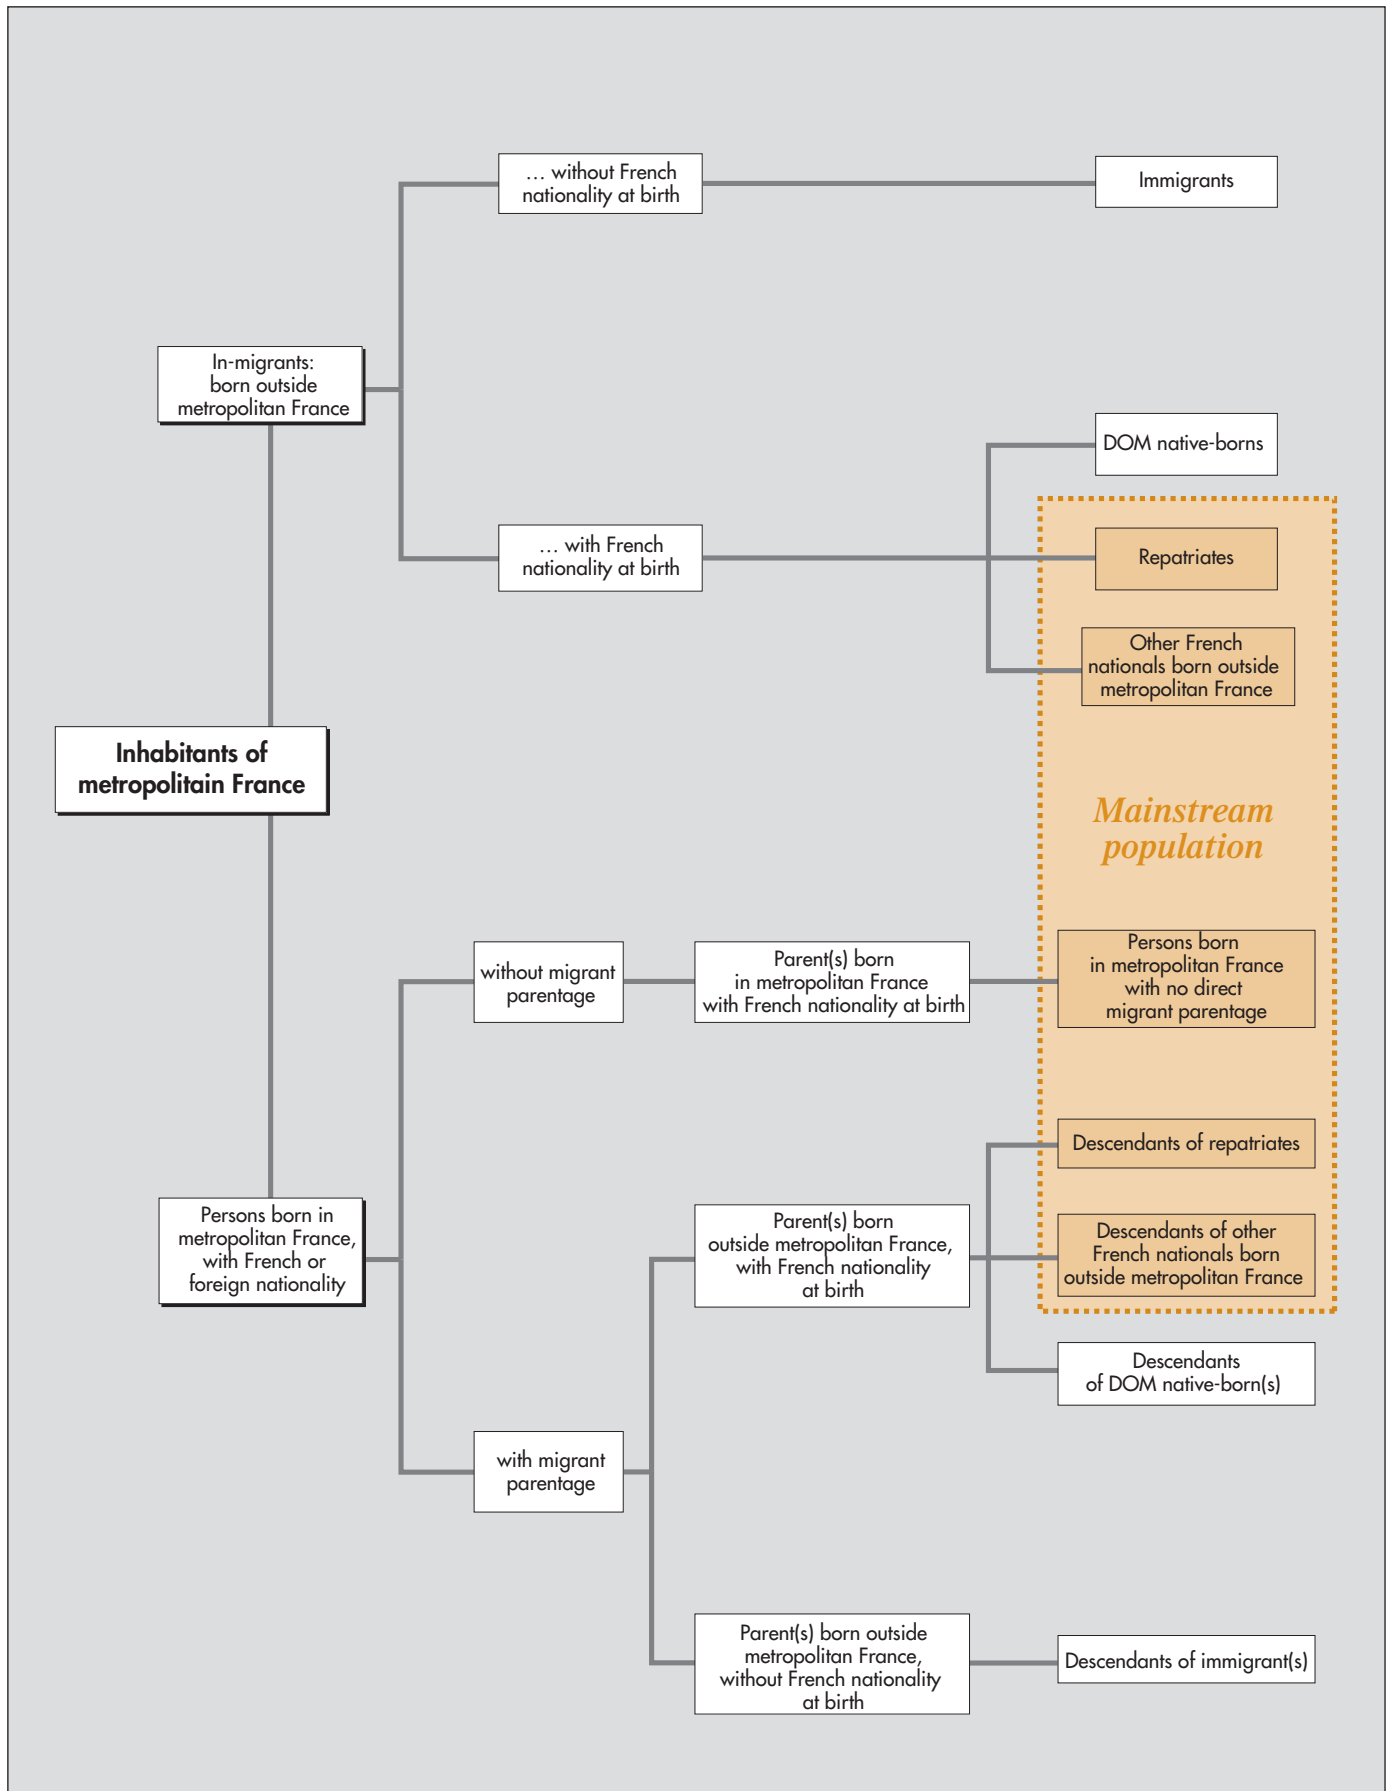 … without French
nationality at birth
Immigrants
In-migrants:
born outside
metropolitan France
DOM native-borns
… with French
nationality at birth
Repatriates
Other French
nationals born outside
metropolitan France
Inhabitants of
metropolitain France
Mainstream
population
without migrant
parentage
Parent(s) born
in metropolitan France
with French nationality at birth
Persons born
in metropolitan France
with no direct
migrant parentage
Descendants of repatriates
Persons born in
metropolitan France,
with French or
foreign nationality
Parent(s) born
outside metropolitan France,
with French nationality
at birth
Descendants of other
French nationals born
outside metropolitan France
Descendants
of DOM native-born(s)
with migrant
parentage
Parent(s) born outside
metropolitan France,
without French nationality
at birth
Descendants of immigrant(s)